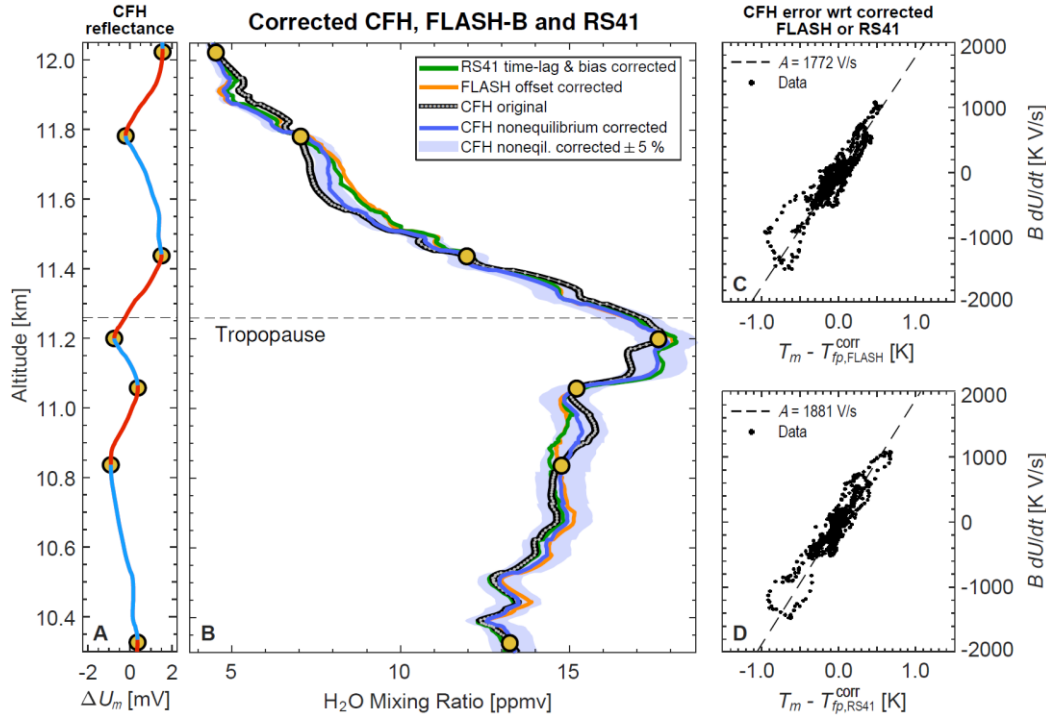 CFH
reflectance
Corrected CFH, FLASH-B and RS41
CFH error wrt corrected
FLASH or RS41
RS41 time-lag & bias corrected
FLASH offset corrected
CFH original
CFH nonequilibrium corrected
CFH noneqil. corrected ± 5 %
Tropopause
Altitude [km]
12.0
11.8
11.6
11.4
11.2
11.0
10.8
10.6
10.4
A
B
-2 0 2
ΔUm [mV]
5 10 15
H2O Mixing Ratio [ppmv]
A = 1772 V/s
Data
C
2000
1000
0
-1000
-2000
B dU/dt [K V/s]
-1.0 0.0 1.0
Tm - Tcorrfp,FLASH [K]
A = 1881 V/s
Data
D
2000
1000
0
-1000
-2000
B dU/dt [K V/s]
-1.0 0.0 1.0
Tm - Tcorrfp,RS41 [K]